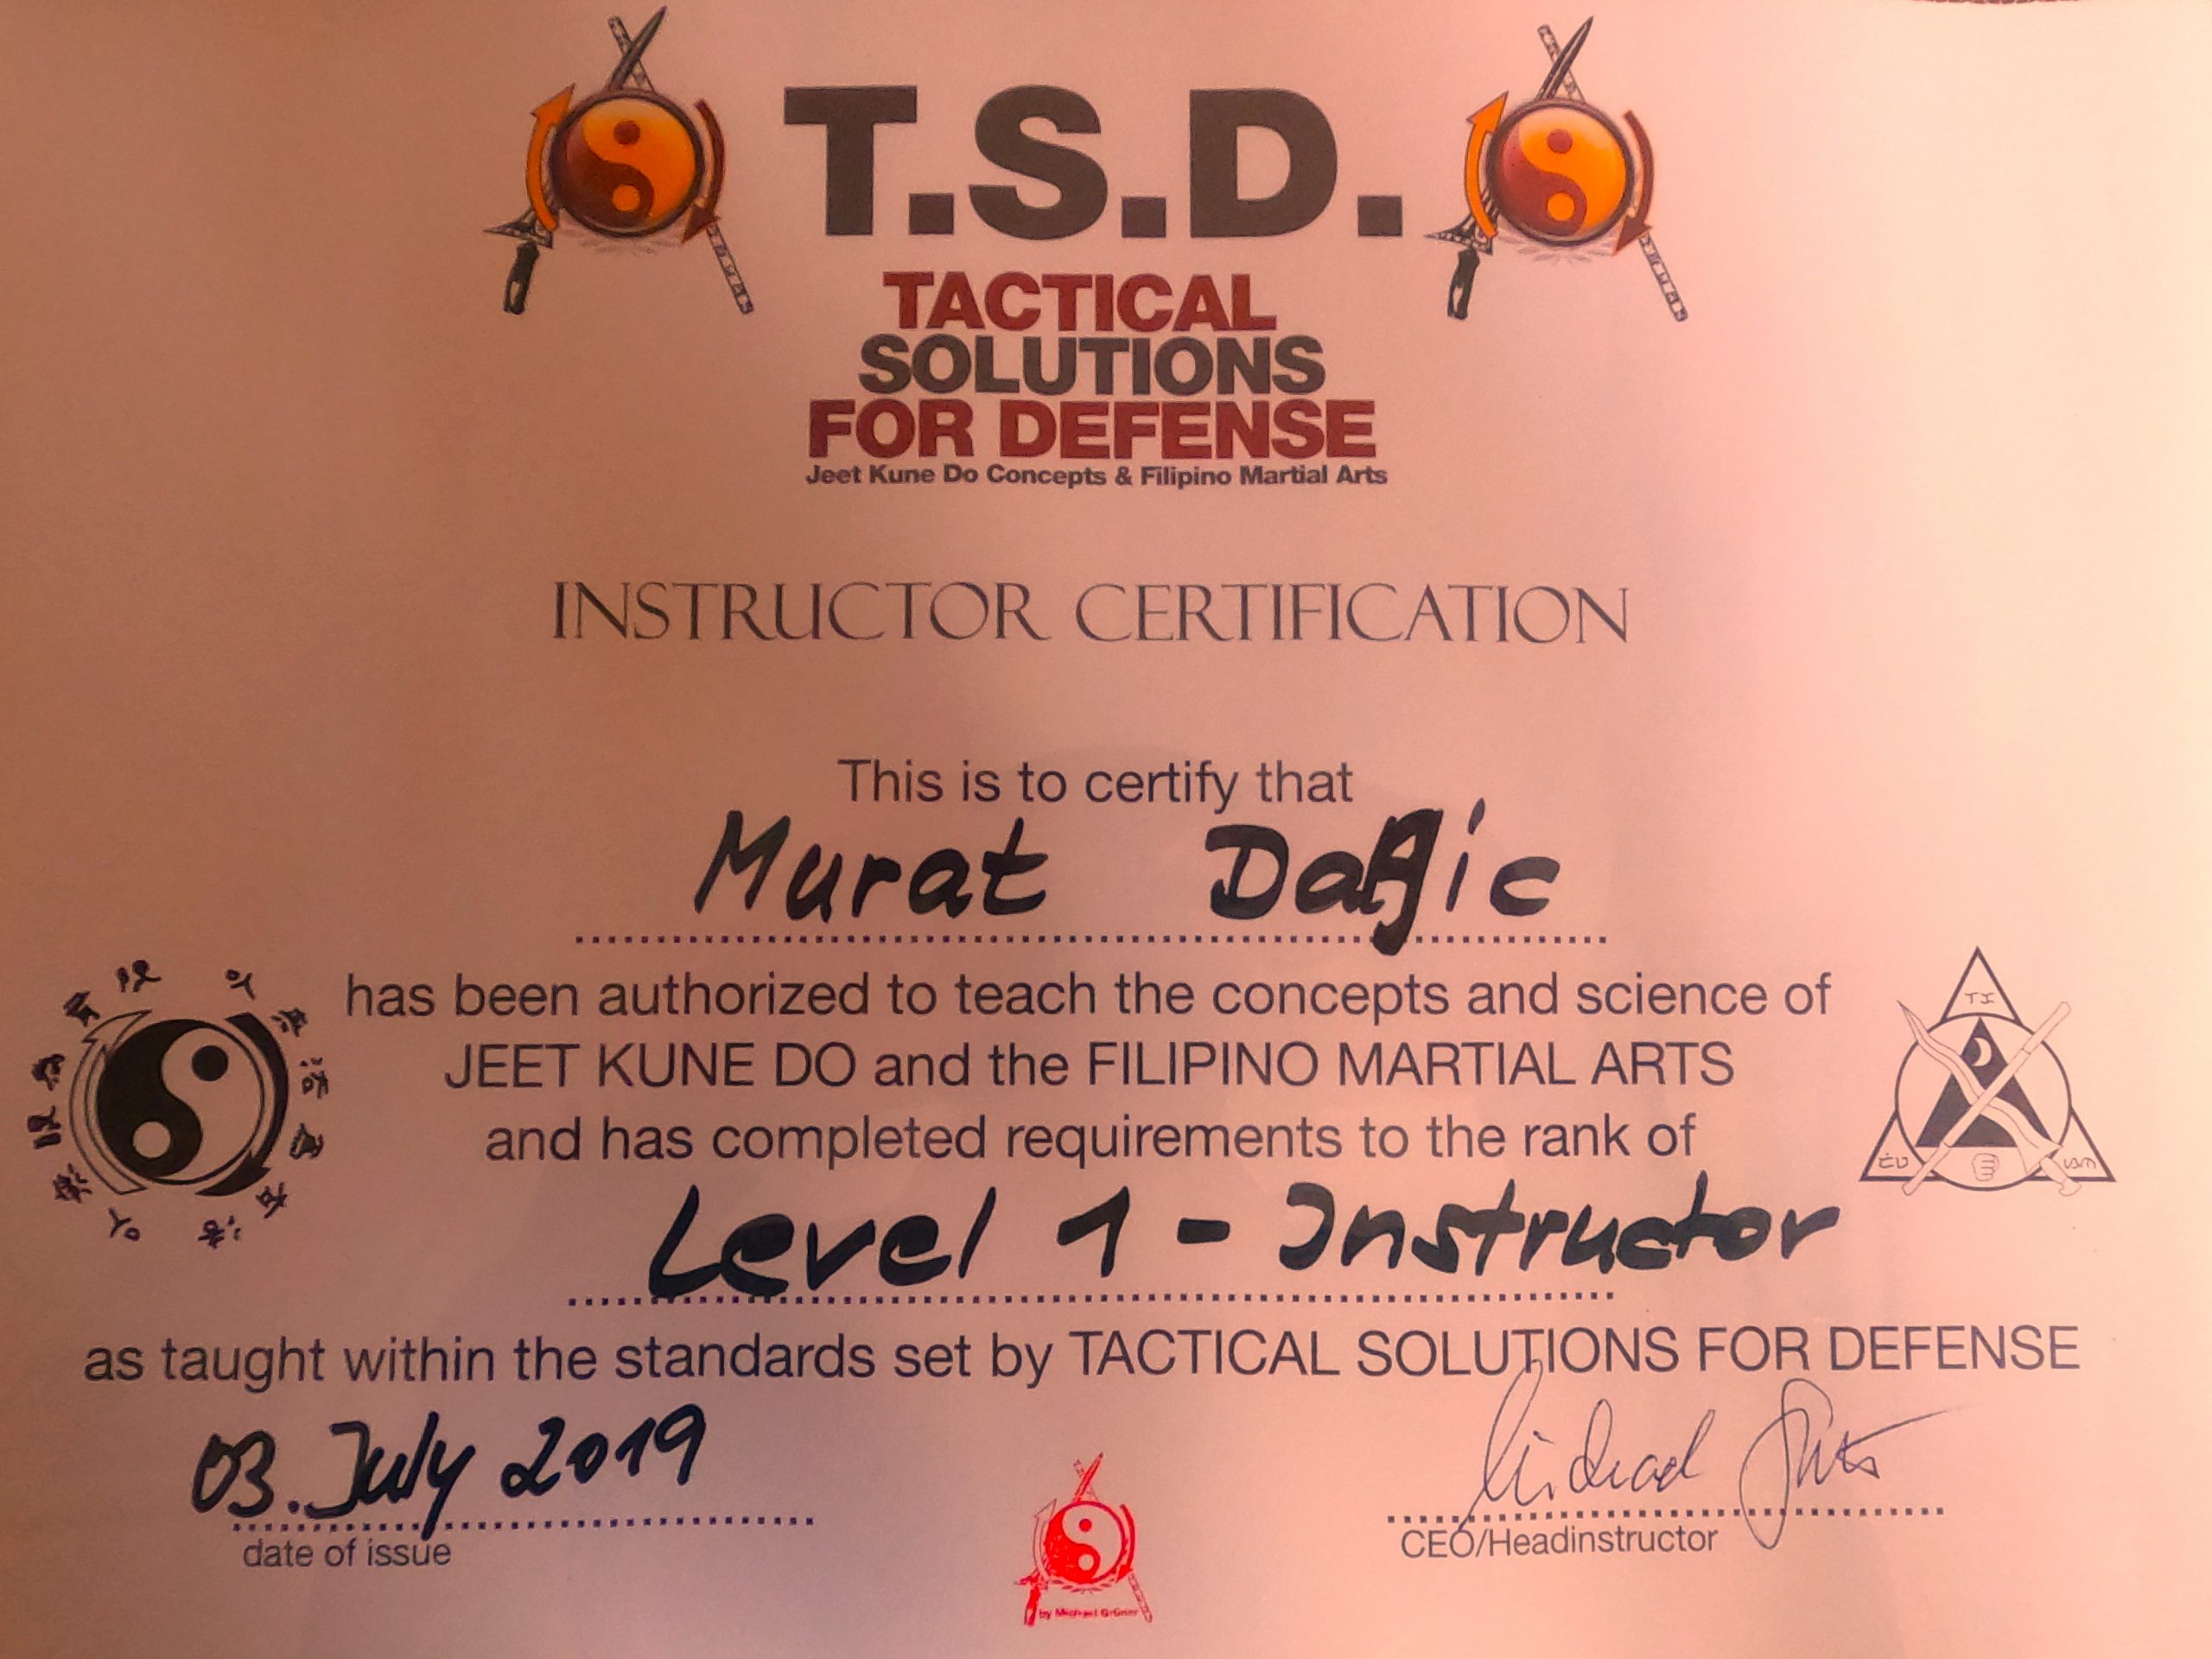 T.S.D.
TACTICAL
SOLUTIONS
FOR DEFENSE
Jeet Kune Do Concepts & Filipino Martial Arts
INSTRUCTOR CERTIFICATION
This is to certify that
Murat
has been authorized to teach the concepts and science of
JEET KUNE DO and the FILIPINO MARTIAL ARTS
and has completed requirements to the rank of
Level 1 - Instructor
as taught within the standards set by TACTICAL SOLUTIONS FOR DEFENSE
03. July 2019
Michael
date of issue
CEO/Headinstructor
by Michael